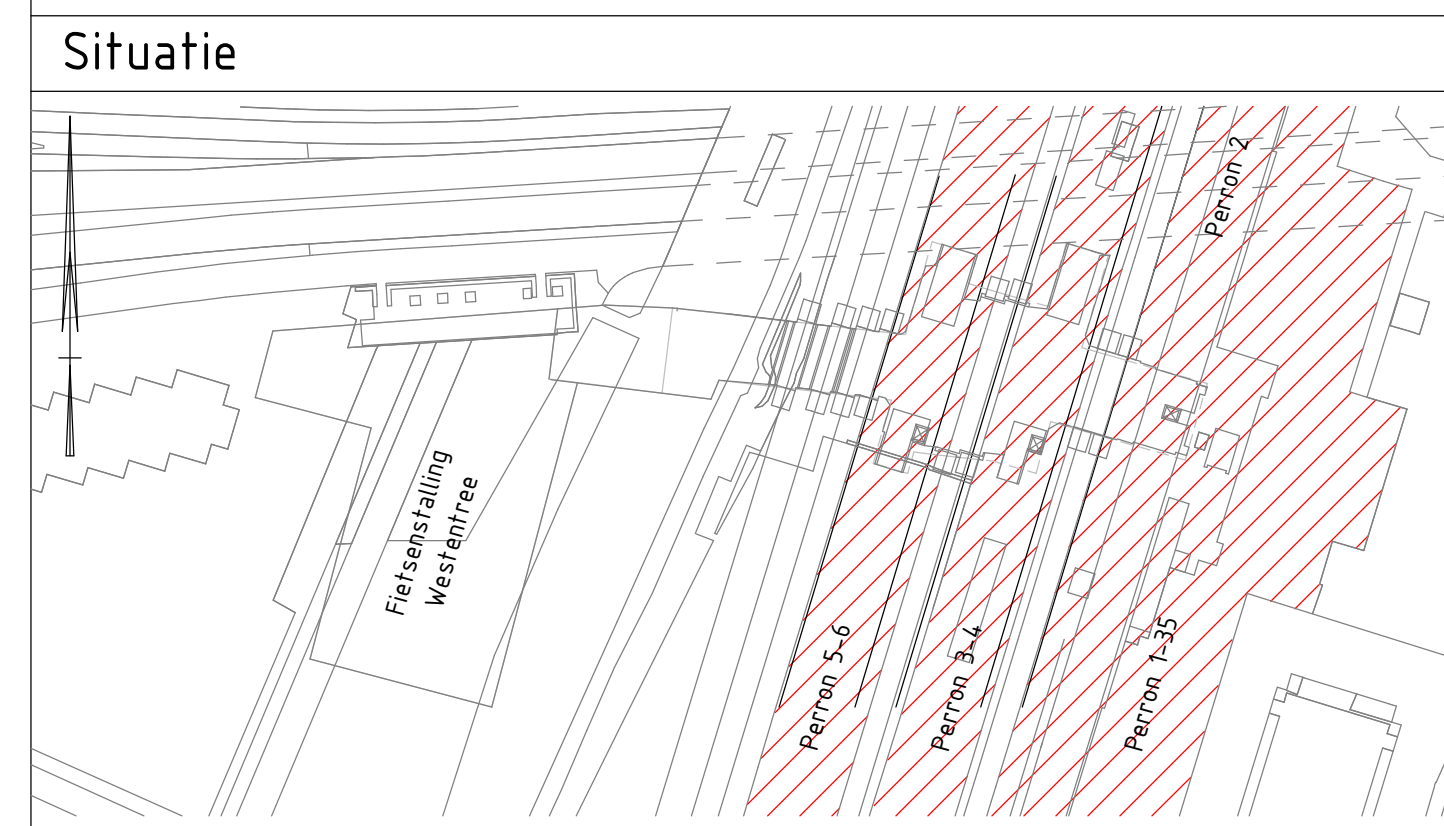 Situatie
Perron 2
Fietsenstalling
Westentree
Perron 5-6
Perron 3-4
Perron 1-35